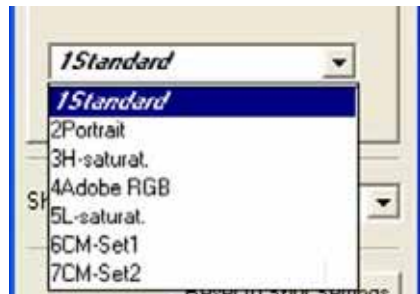 1Standard
1Standard
2Portrait
3H-saturat.
4Adobe RGB
5L-saturat.
6CM-Set1
7CM-Set2